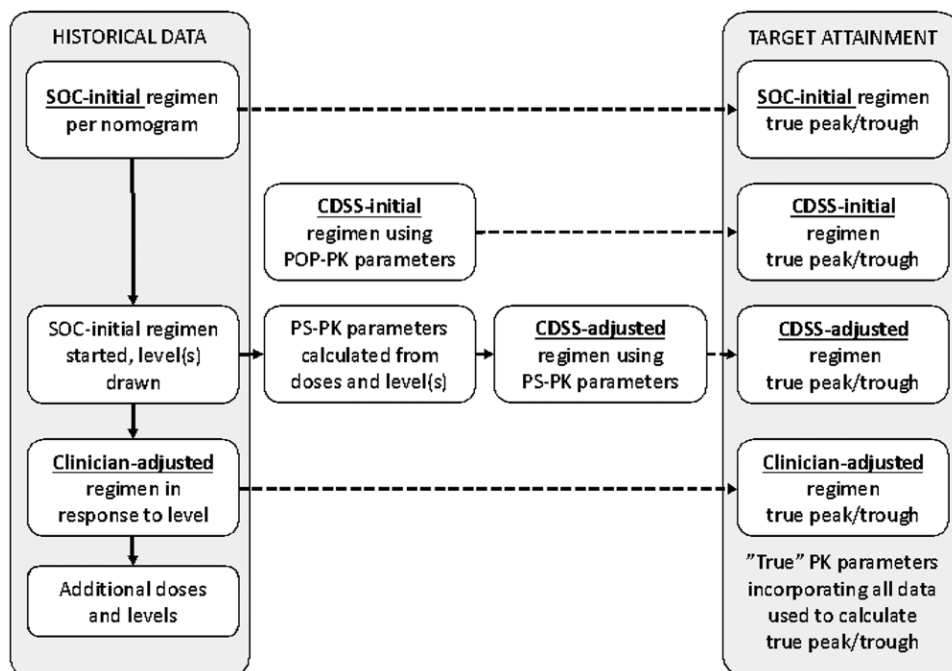 HISTORICAL DATA
SOC-initial regimen
per nomogram
SOC-initial regimen
started, level(s)
drawn
Clinician-adjusted
regimen in
response to level
Additional doses
and levels
CDSS-initial
regimen using
POP-PK parameters
PS-PK parameters
calculated from
doses and level(s)
CDSS-adjusted
regimen using
PS-PK parameters
TARGET ATTAINMENT
SOC-initial regimen
true peak/trough
CDSS-initial
regimen
true peak/trough
CDSS-adjusted
regimen
true peak/trough
Clinician-adjusted
regimen
true peak/trough
”True” PK parameters
incorporating all data
used to calculate
true peak/trough